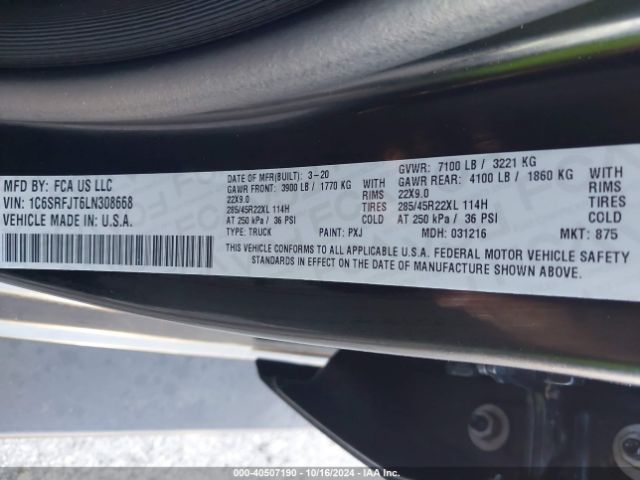 MFD BY: FCA US LLC
VIN: 1C6SRFJT6LN308668
VEHICLE MADE IN: U.S.A.
DATE OF MFR(BUILT): 3-20
GAWR FRONT: 3900 LB / 1770 KG WITH
22X9.0 RIMS
285/45R22XL 114H TIRES
AT 250 kPa / 36 PSI COLD
TYPE: TRUCK PAINT: PXJ
GVWR: 7100 LB / 3221 KG
GAWR REAR: 4100 LB / 1860 KG WITH
22X9.0 RIMS
285/45R22XL 114H TIRES
AT 250 kPa / 36 PSI COLD
MDH: 031216 MKT: 875
THIS VEHICLE CONFORMS TO ALL APPLICABLE U.S.A. FEDERAL MOTOR VEHICLE SAFETY
STANDARDS IN EFFECT ON THE DATE OF MANUFACTURE SHOWN ABOVE.
000-40507190 - 10/16/2024 - IAA Inc.